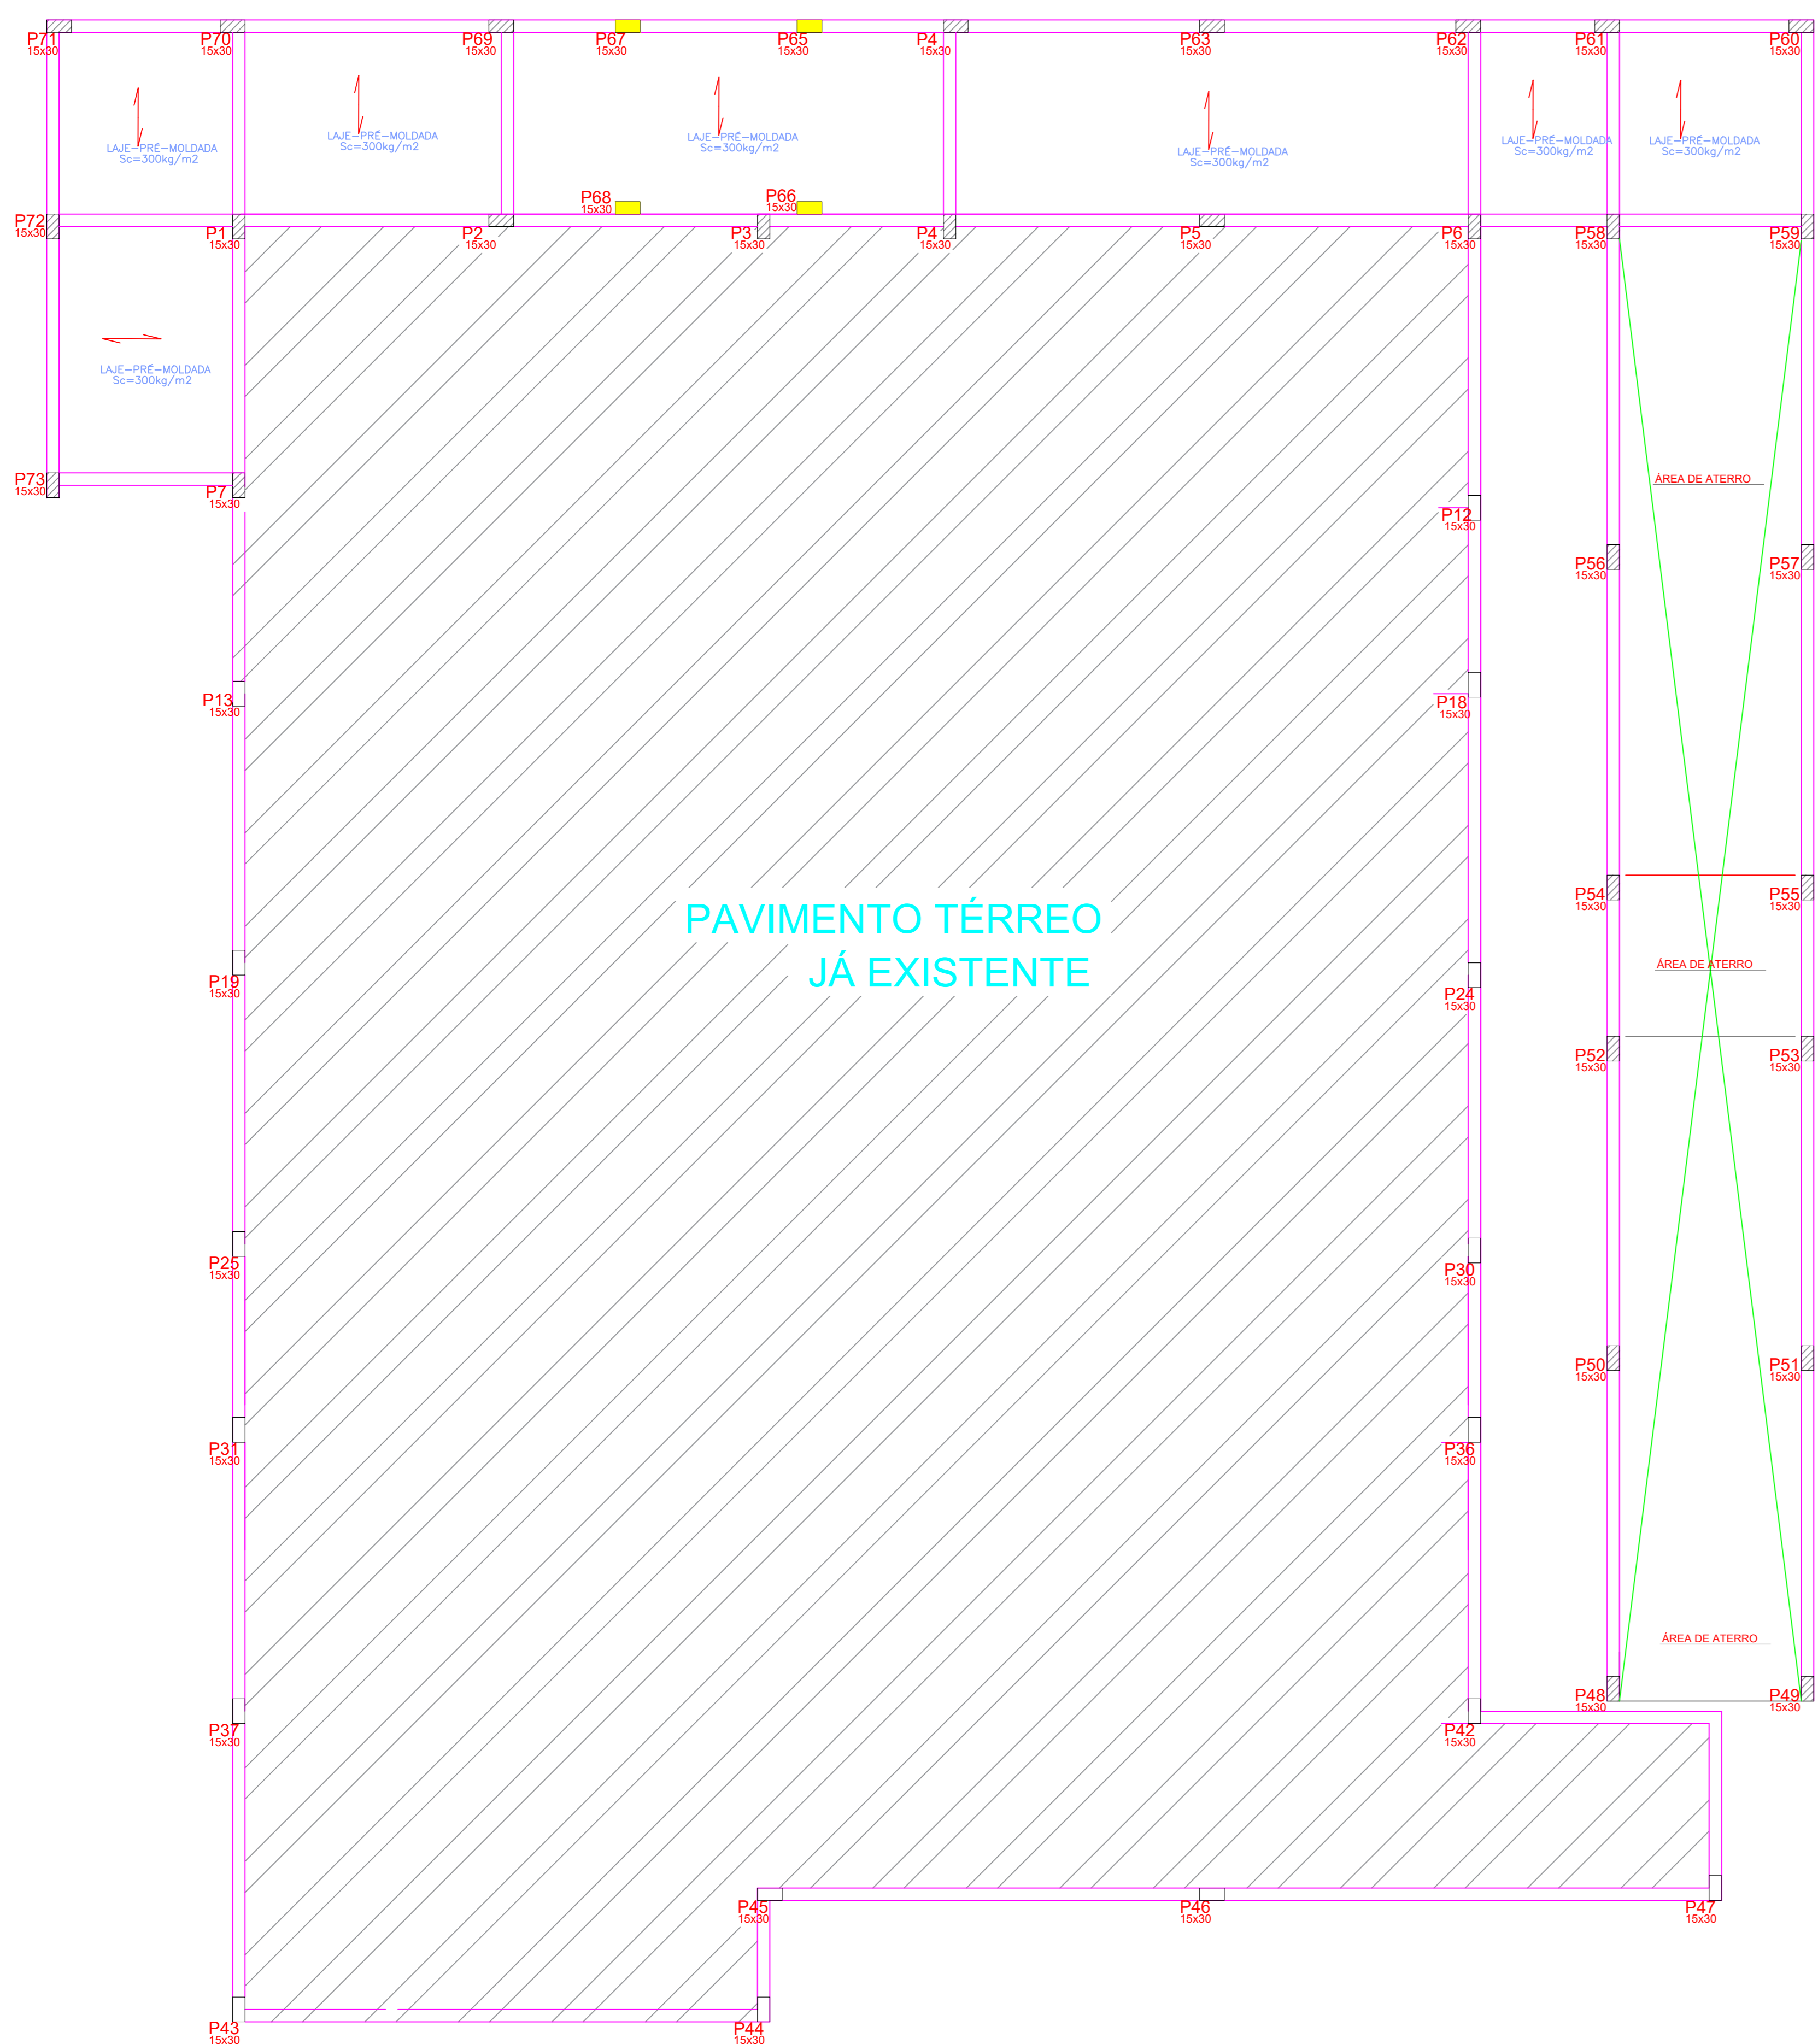 P71
15x30
P70
15x30
P69
15x30
P67
15x30
P65
15x30
P4
15x30
P63
15x30
P62
15x30
P61
15x30
P60
15x30
LAJE-PRÉ-MOLDADA
Sc=300kg/m2
LAJE-PRÉ-MOLDADA
Sc=300kg/m2
LAJE-PRÉ-MOLDADA
Sc=300kg/m2
LAJE-PRÉ-MOLDADA
Sc=300kg/m2
LAJE-PRÉ-MOLDADA
Sc=300kg/m2
LAJE-PRÉ-MOLDADA
Sc=300kg/m2
P68
15x30
P66
15x30
P72
15x30
P1
15x30
P2
15x30
P3
15x30
P4
15x30
P5
15x30
P6
15x30
P58
15x30
P59
15x30
LAJE-PRÉ-MOLDADA
Sc=300kg/m2
P73
15x30
P7
15x30
ÁREA DE ATERRO
P12
15x30
P56
15x30
P57
15x30
P13
15x30
P18
15x30
P54
15x30
P55
15x30
PAVIMENTO TÉRREO
JÁ EXISTENTE
ÁREA DE ATERRO
P19
15x30
P24
15x30
P52
15x30
P53
15x30
P25
15x30
P30
15x30
P50
15x30
P51
15x30
P31
15x30
P36
15x30
ÁREA DE ATERRO
P48
15x30
P49
15x30
P37
15x30
P42
15x30
P45
15x30
P46
15x30
P47
15x30
P43
15x30
P44
15x30